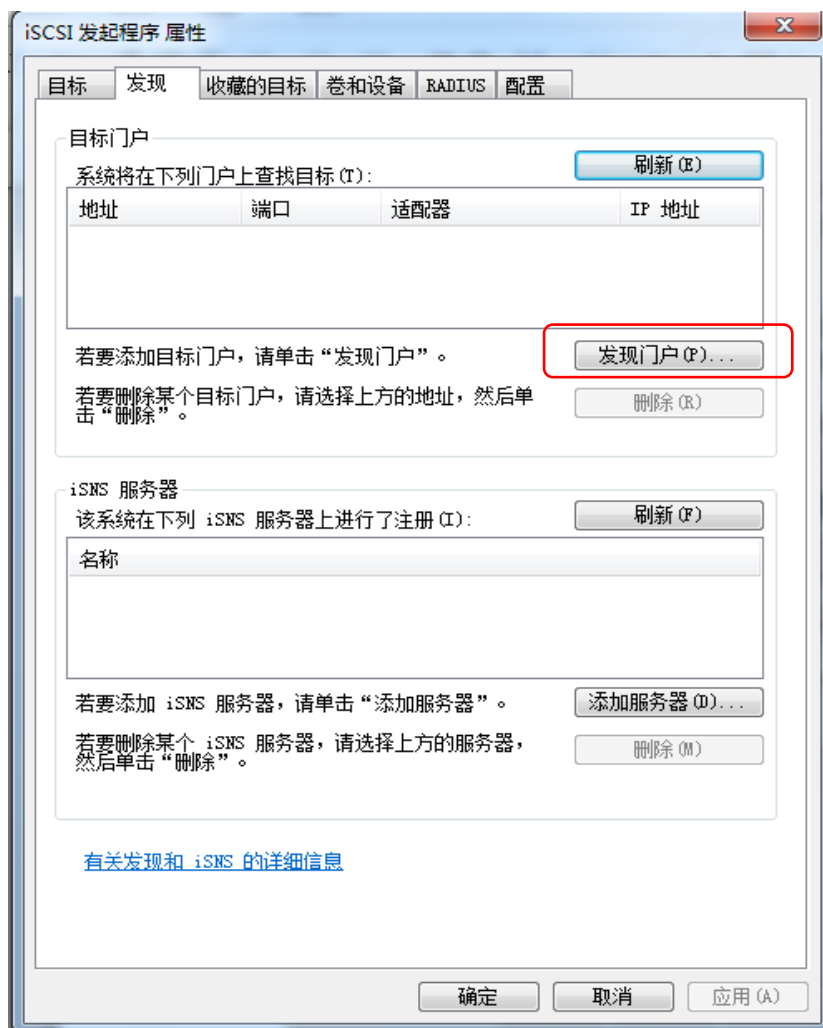 iSCSI 发起程序 属性
目标 发现 收藏的目标 卷和设备 RADIUS 配置
目标门户
系统将在下列门户上查找目标(T):
刷新(E)
地址 端口 适配器 IP 地址
若要添加目标门户，请单击“发现门户”。
发现门户(P)...
若要删除某个目标门户，请选择上方的地址，然后单
击“删除”。
删除(R)
iSNS 服务器
该系统在下列 iSNS 服务器上进行了注册(I):
刷新(F)
名称
若要添加 iSNS 服务器，请单击“添加服务器”。
添加服务器(D)...
若要删除某个 iSNS 服务器，请选择上方的服务器，
然后单击“删除”。
删除(M)
有关发现和 iSNS 的详细信息
确定 取消 应用(A)